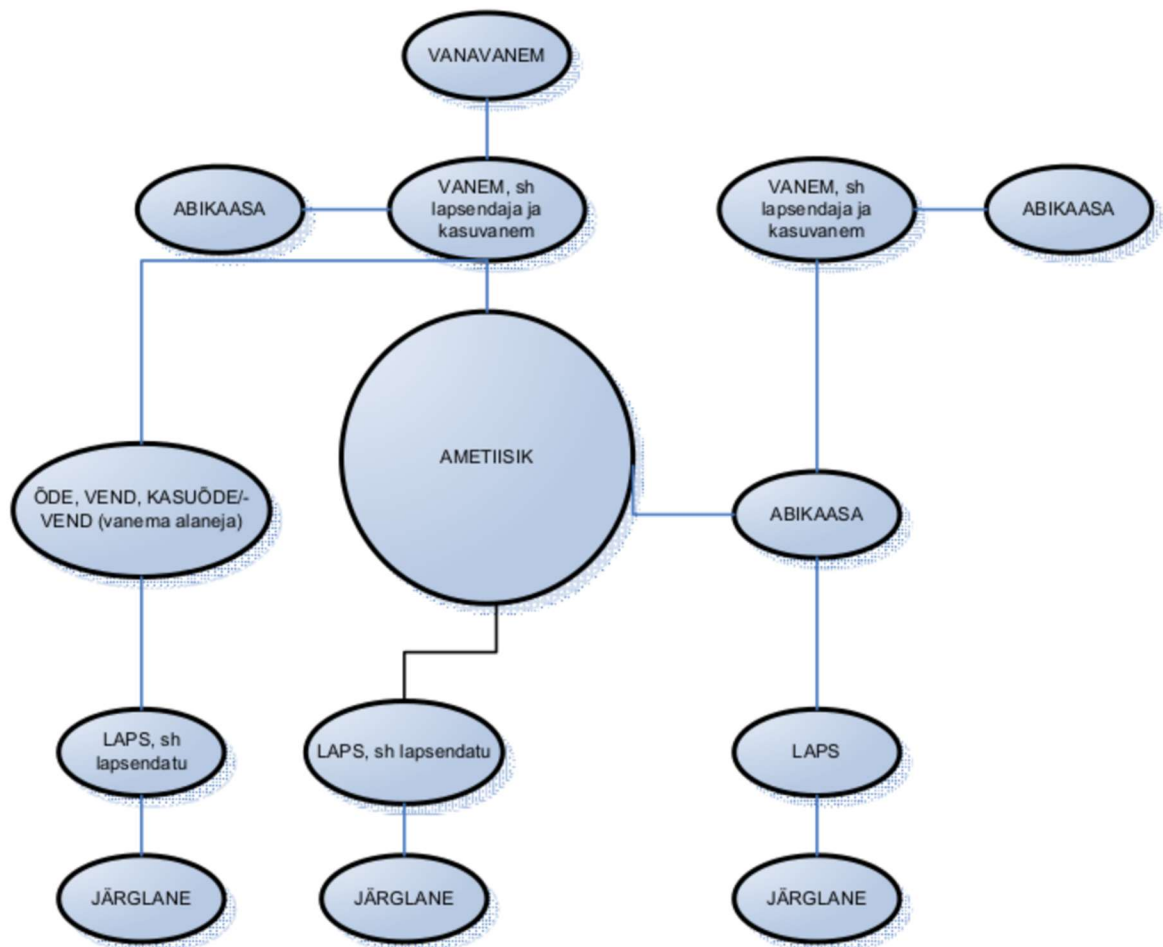 VANAVANEM
ABIKAASA
VANEM, sh
lapsendaja ja
kasuvanem
VANEM, sh
lapsendaja ja
kasuvanem
ABIKAASA
AMETIISIK
ÕDE, VEND, KASUÕDE/-
VEND (vanema alaneja)
ABIKAASA
LAPS, sh
lapsendatu
LAPS, sh lapsendatu
LAPS
JÄRGLANE
JÄRGLANE
JÄRGLANE